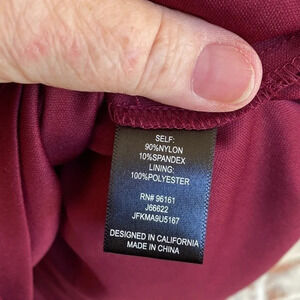 SELF:
90%NYLON
10%SPANDEX
LINING:
100%POLYESTER
RN# 96161
J66622
JFKMA9U5167
DESIGNED IN CALIFORNIA
MADE IN CHINA